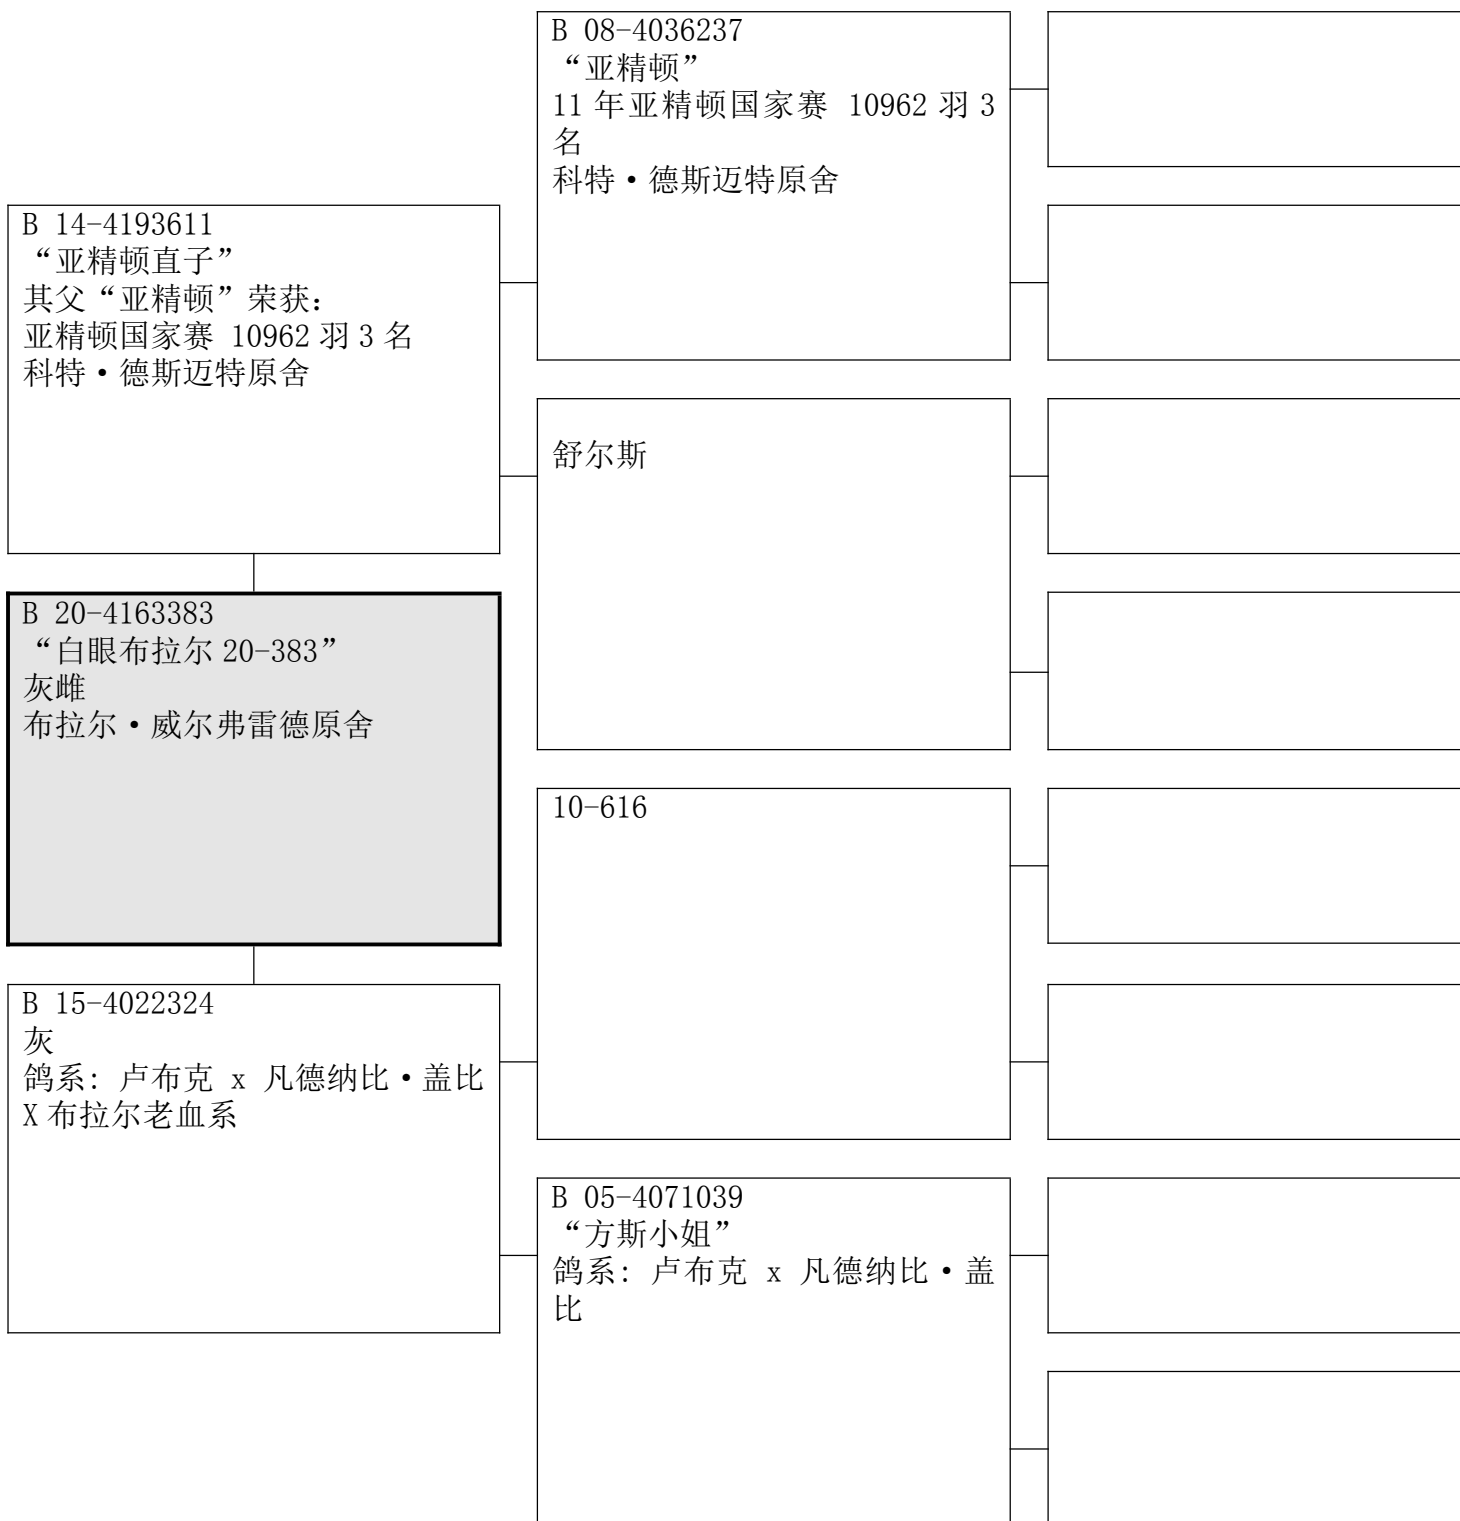 B 08-4036237
“亚精顿”
11 年亚精顿国家赛 10962 羽 3
名
科特·德斯迈特原舍
B 14-4193611
“亚精顿直子”
其父“亚精顿”荣获：
亚精顿国家赛 10962 羽 3 名
科特·德斯迈特原舍
舒尔斯
B 20-4163383
“白眼布拉尔 20-383”
灰雌
布拉尔·威尔弗雷德原舍
10-616
B 15-4022324
灰
鸽系: 卢布克 x 凡德纳比·盖比
X 布拉尔老血系
B 05-4071039
“方斯小姐”
鸽系: 卢布克 x 凡德纳比·盖
比